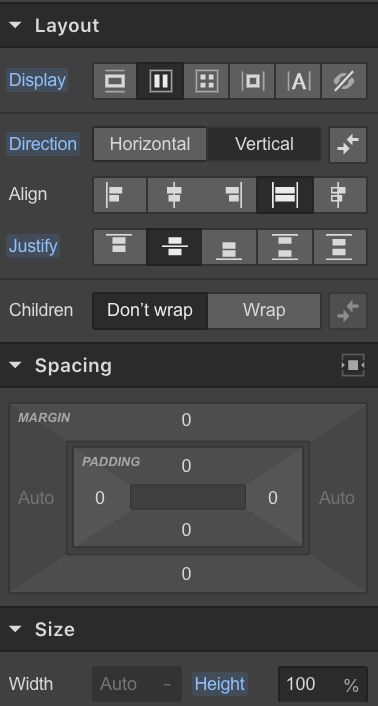 Layout
Display A
Direction Horizontal Vertical
Align
Justify
Children Don't wrap Wrap
Spacing
MARGIN 0
PADDING 0
Auto 0 0 Auto
0
0
Size
Width Auto - Height 100 %